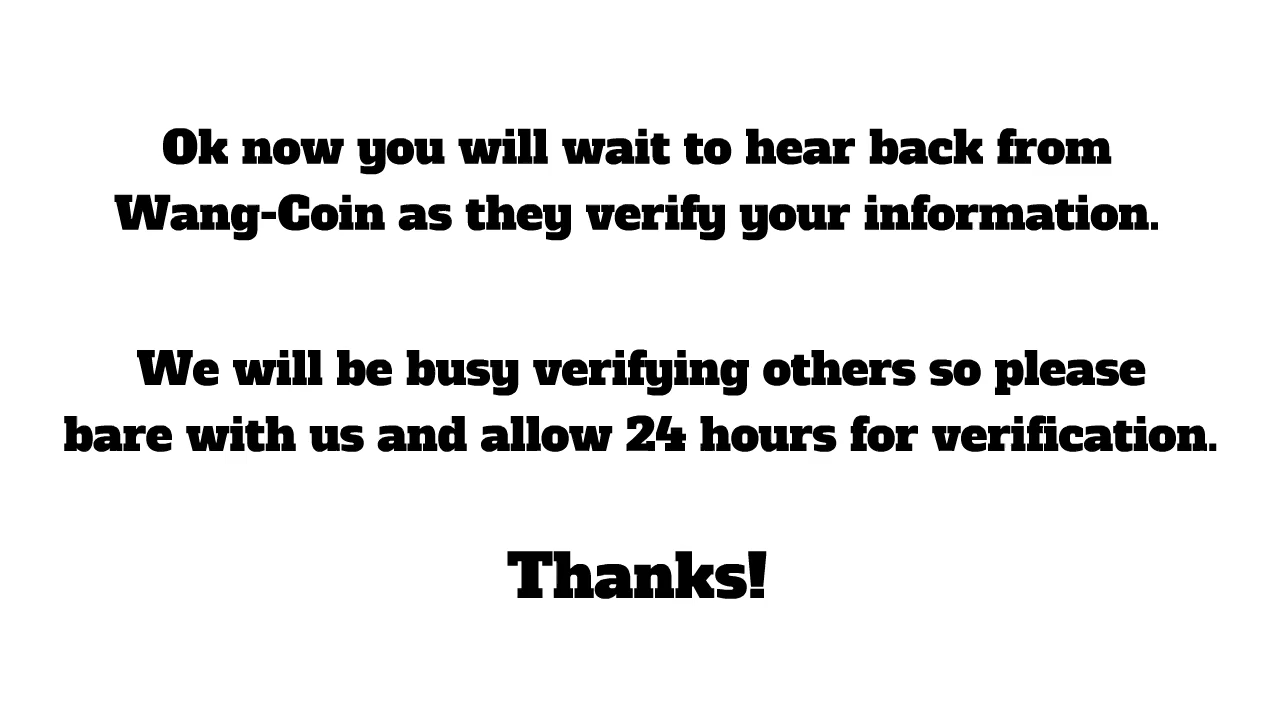 Ok now you will wait to hear back from
Wang-Coin as they verify your information.
We will be busy verifying others so please
bare with us and allow 24 hours for verification.
Thanks!